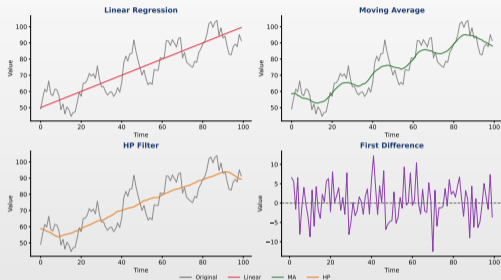 Linear Regression
Value
100
90
80
70
60
50
0 20 40 60 80 100
Time
Moving Average
Value
100
90
80
70
60
50
0 20 40 60 80 100
Time
HP Filter
Value
100
90
80
70
60
50
0 20 40 60 80 100
Time
First Difference
Value
10
5
0
−5
−10
0 20 40 60 80 100
Time
Original Linear MA HP